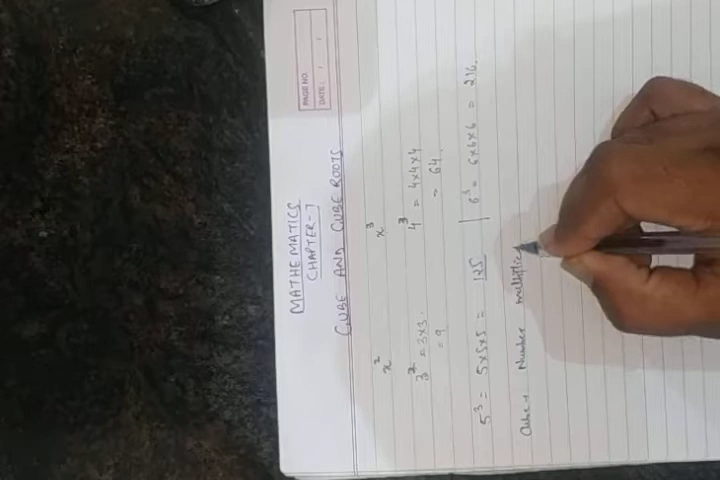 PAGE NO.
DATE: / /
MATHEMATICS
CHAPTER-7
CUBE AND CUBE ROOTS
x² x³
3² = 3×3. 4³ = 4×4×4
= 9 = 64.
5³ = 5×5×5 = 125 | 6³ = 6×6×6 = 216.
Number multiplic